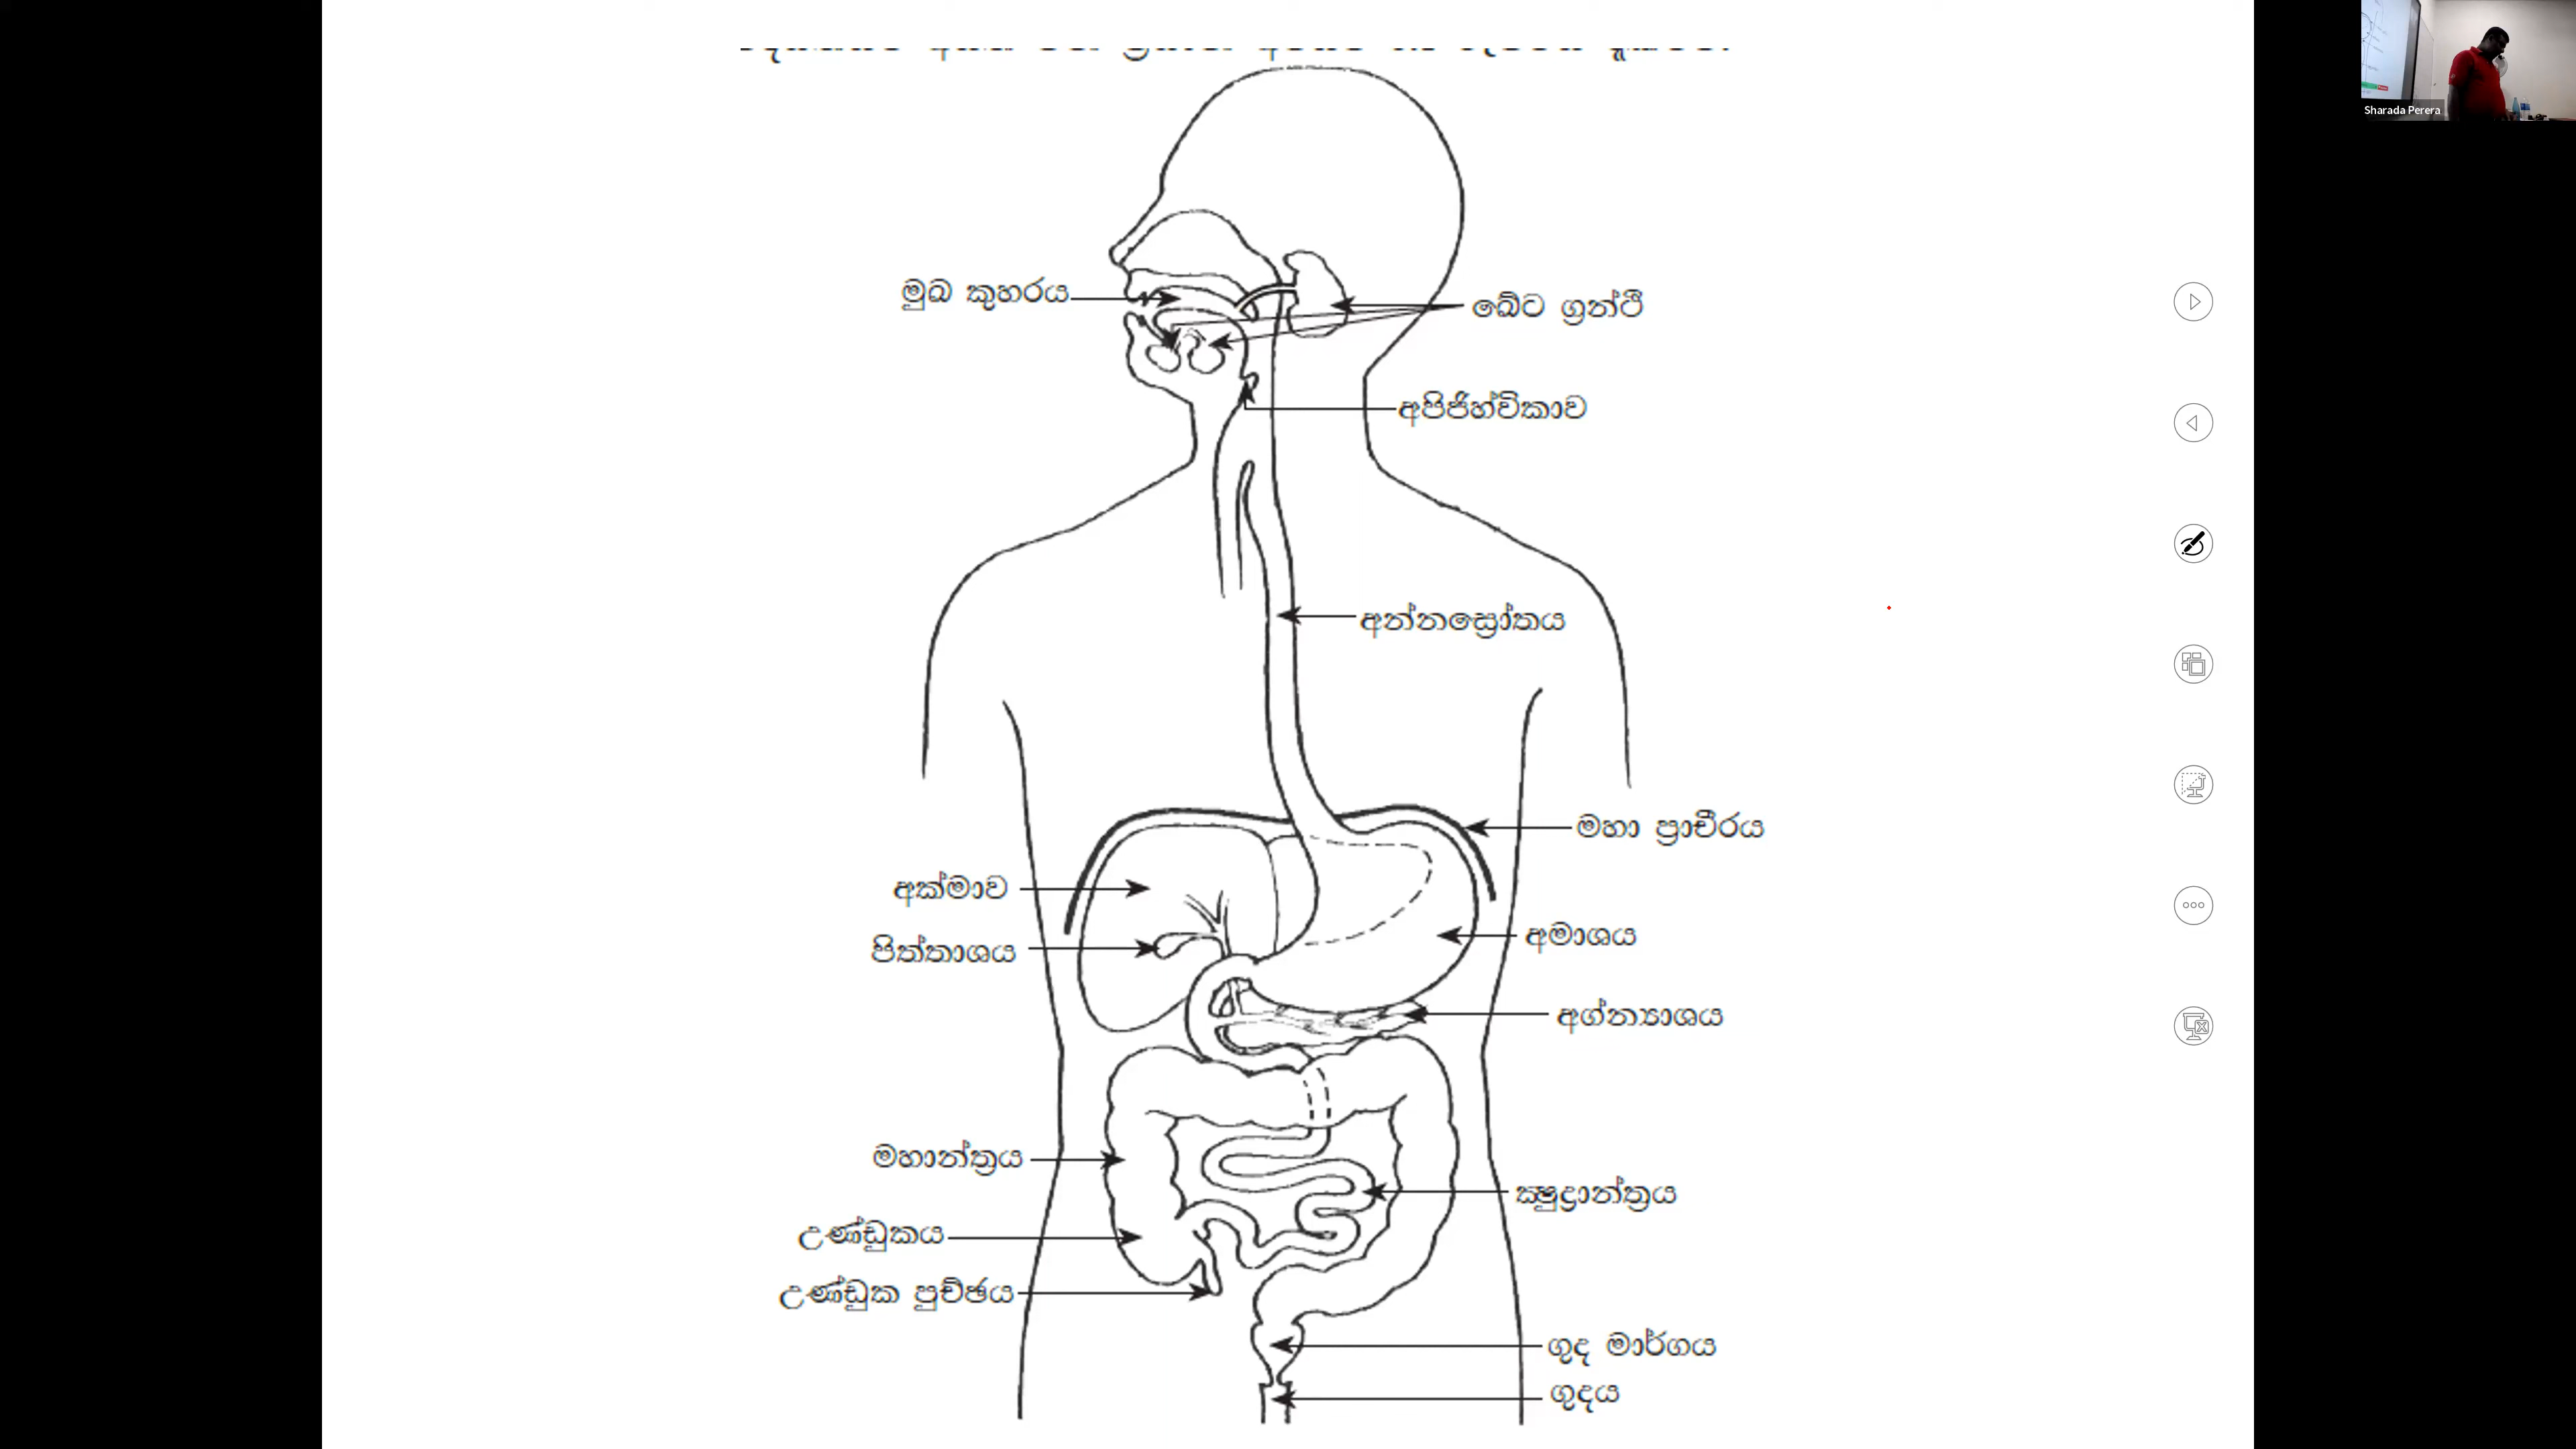 Sharada Perera
මුඛ කුහරය
ඛේට ග්‍රන්ථි
අපිජිහ්විකාව
අන්නස්‍රෝතය
මහා ප්‍රාචීරය
අක්මාව
අමාශය
පිත්තාශය
අග්න්‍යාශය
මහාන්ත්‍රය
ක්ෂුද්‍රාන්ත්‍රය
උණ්ඩුකය
උණ්ඩුක පුච්ඡය
ගුද මාර්ගය
ගුදය